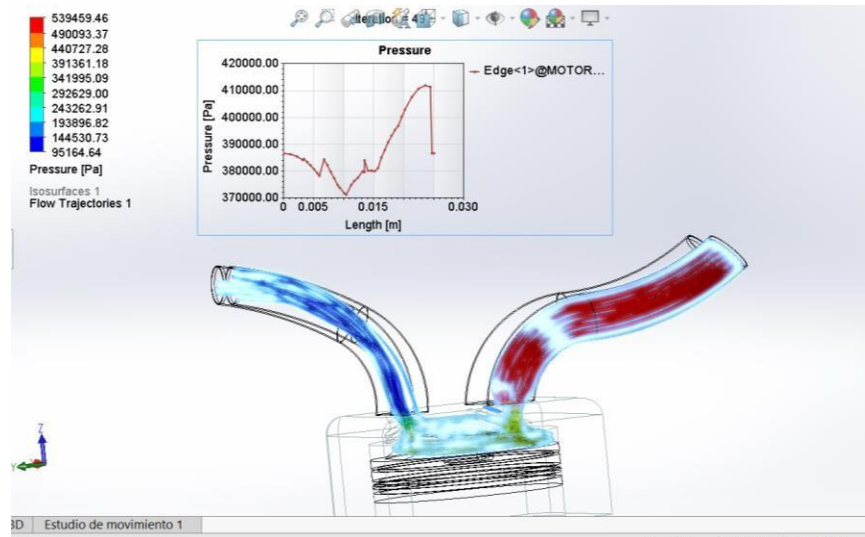 539459.46
490093.37
440727.28
391361.18
341995.09
292629.00
243262.91
193896.82
144530.73
95164.64
Pressure [Pa]
Isosurfaces 1
Flow Trajectories 1
Iteration = 49
Pressure
420000.00
410000.00
400000.00
390000.00
380000.00
370000.00
Pressure [Pa]
0 0.005 0.015 0.030
Length [m]
Edge<1>@MOTOR...
Z
Y
3D Estudio de movimiento 1